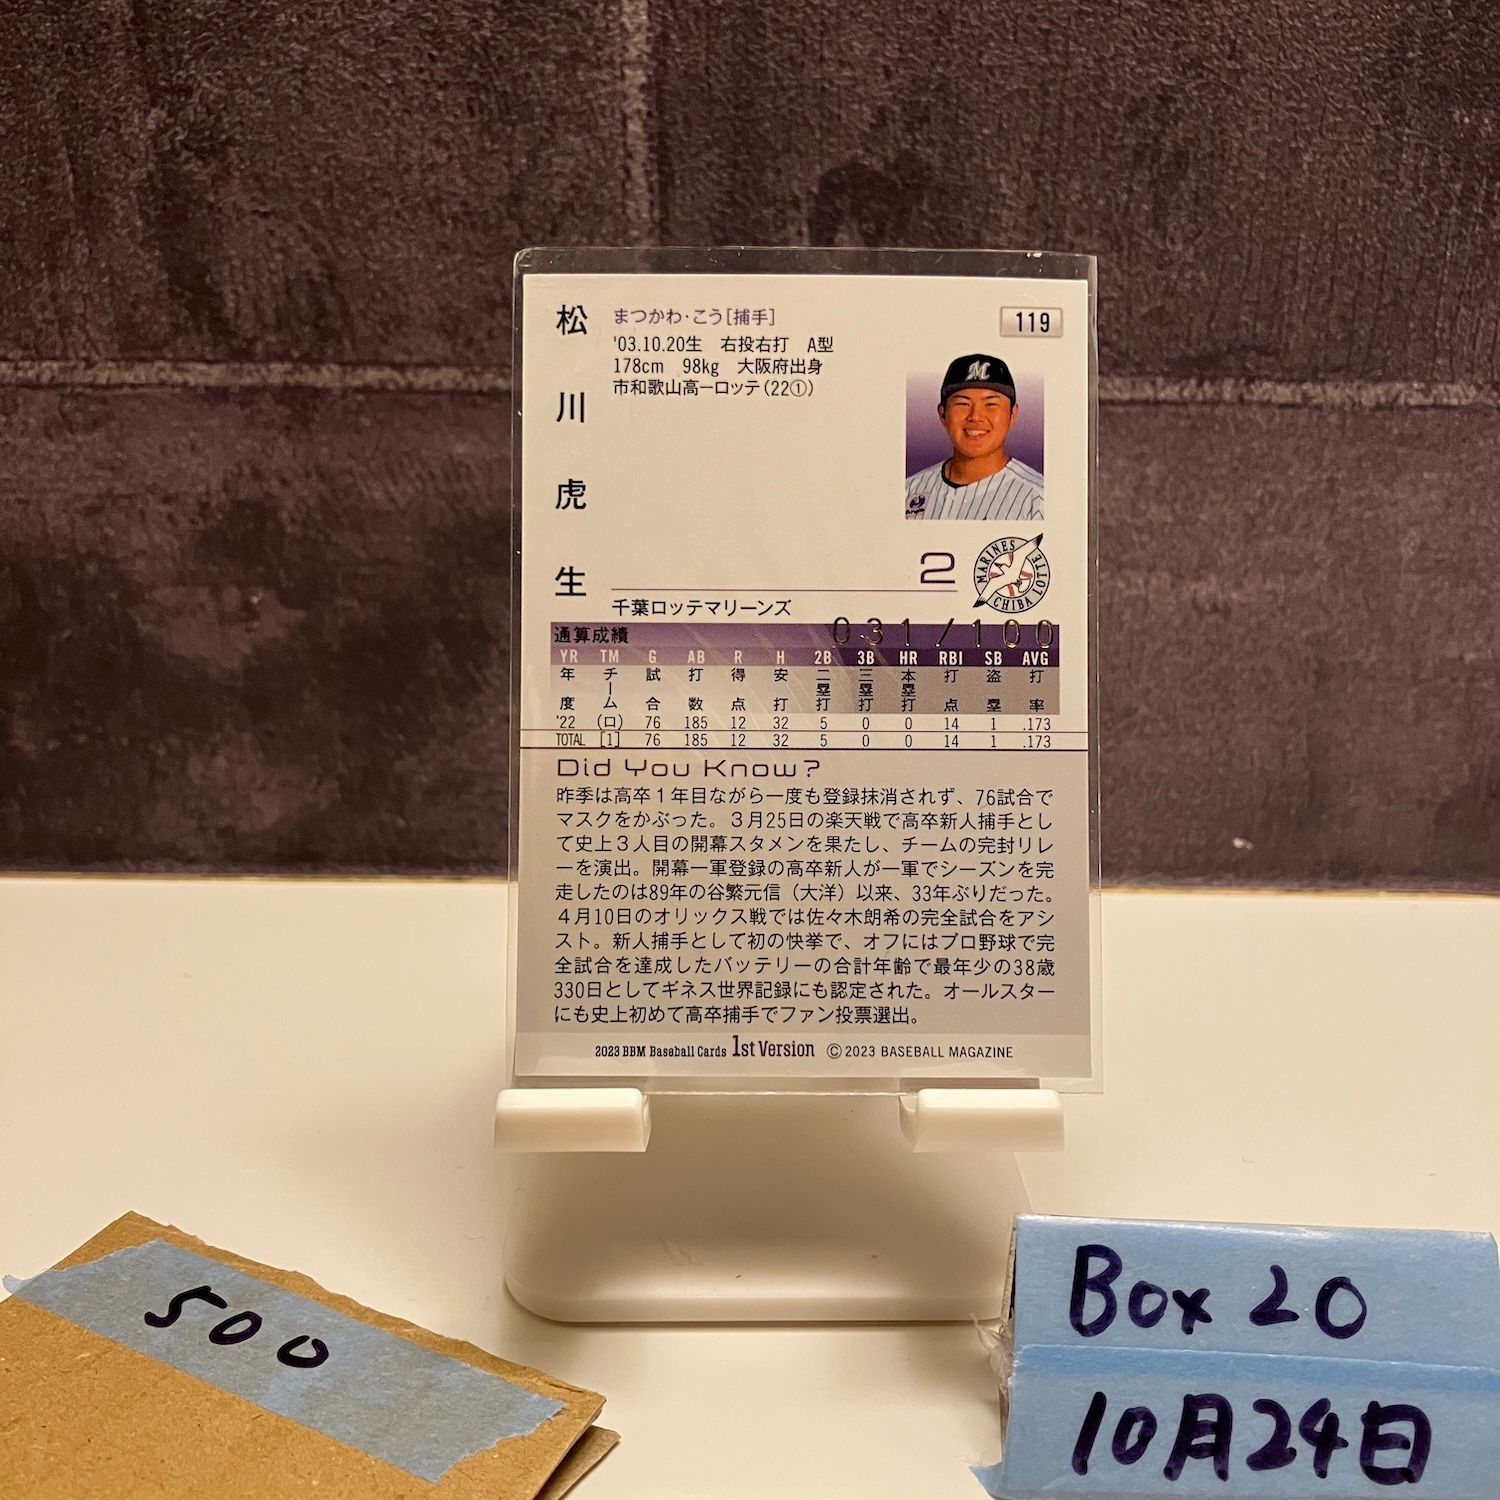 松川虎生
まつかわ・こう[捕手]
'03.10.20生 右投右打 A型
178cm 98kg 大阪府出身
市和歌山高ーロッテ(22①)
119
M
2
MARINES
CHIBA LOTTE
千葉ロッテマリーンズ
031/100
通算成績
YR TM G AB R H 2B 3B HR RBI SB AVG
年度 チーム 試合 打数 得点 安打 二塁打 三塁打 本塁打 打点 盗塁 打率
'22 (ロ) 76 185 12 32 5 0 0 14 1 .173
TOTAL [1] 76 185 12 32 5 0 0 14 1 .173
Did You Know?
昨季は高卒1年目ながら一度も登録抹消されず、76試合で
マスクをかぶった。3月25日の楽天戦で高卒新人捕手とし
て史上3人目の開幕スタメンを果たし、チームの完封リレ
ーを演出。開幕一軍登録の高卒新人が一軍でシーズンを完
走したのは89年の谷繁元信（大洋）以来、33年ぶりだった。
4月10日のオリックス戦では佐々木朗希の完全試合をアシ
スト。新人捕手として初の快挙で、オフにはプロ野球で完
全試合を達成したバッテリーの合計年齢で最年少の38歳
330日としてギネス世界記録にも認定された。オールスター
にも史上初めて高卒捕手でファン投票選出。
2023 BBM Baseball Cards 1st Version ©2023 BASEBALL MAGAZINE
500
Box 20
10月24日